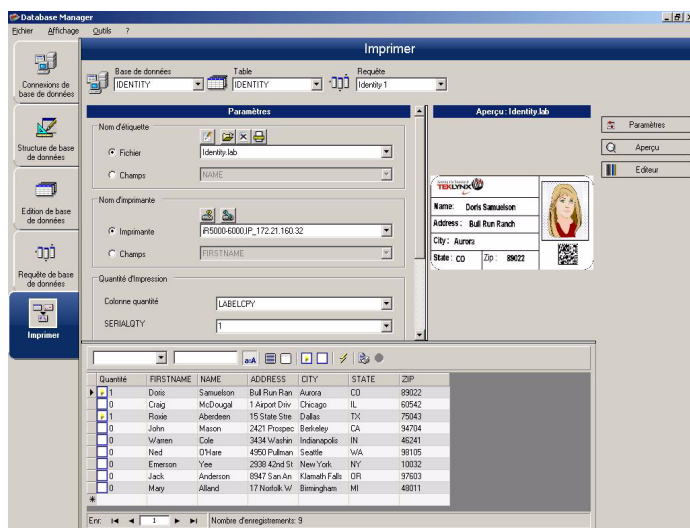 Database Manager
Fichier Affichage Outils ?
Imprimer
Connexions de base de données
Structure de base de données
Edition de base de données
Requête de base de données
Imprimer
Base de données Table Requête
IDENTITY IDENTITY Identity 1
Paramètres
Nom d'étiquette
Fichier Identity.lab
Champs NAME
Nom d'imprimante
Imprimante iR5000-6000,IP_172.21.160.32
Champs FIRSTNAME
Quantité d'Impression
Colonne quantité LABELCPY
SERIALQTY 1
Aperçu : Identity.lab
TEKLYNX
Name: Doris Samuelson
Address: Bull Run Ranch
City: Aurora
State: CO Zip: 89022
Paramètres
Aperçu
Editeur
a:A
Quantité FIRSTNAME NAME ADDRESS CITY STATE ZIP
1 Doris Samuelson Bull Run Ran Aurora CO 89022
0 Craig McDougal 1 Airport Driv Chicago IL 60542
1 Roxie Aberdeen 15 State Stre Dallas TX 75043
0 John Mason 2421 Prospec Berkeley CA 94704
0 Warren Cole 3434 Washin Indianapolis IN 46241
0 Ned O'Hare 4950 Pullman Seattle WA 98105
0 Emerson Yee 2938 42nd St New York NY 10032
0 Jack Anderson 8947 San An Klamath Falls OR 97603
0 Mary Alland 17 Norfolk W Birmingham MI 48011
Enr: 1 Nombre d'enregistrements: 9